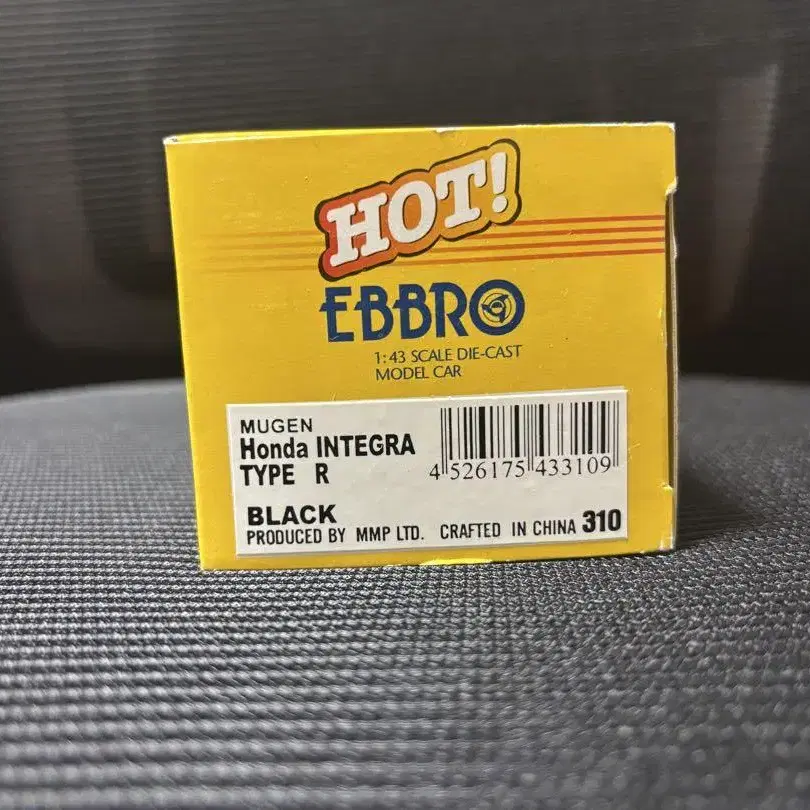 HOT!
EBBRO
1:43 SCALE DIE-CAST
MODEL CAR
MUGEN
Honda INTEGRA
TYPE R
4 526175 433109
BLACK
PRODUCED BY MMP LTD. CRAFTED IN CHINA 310